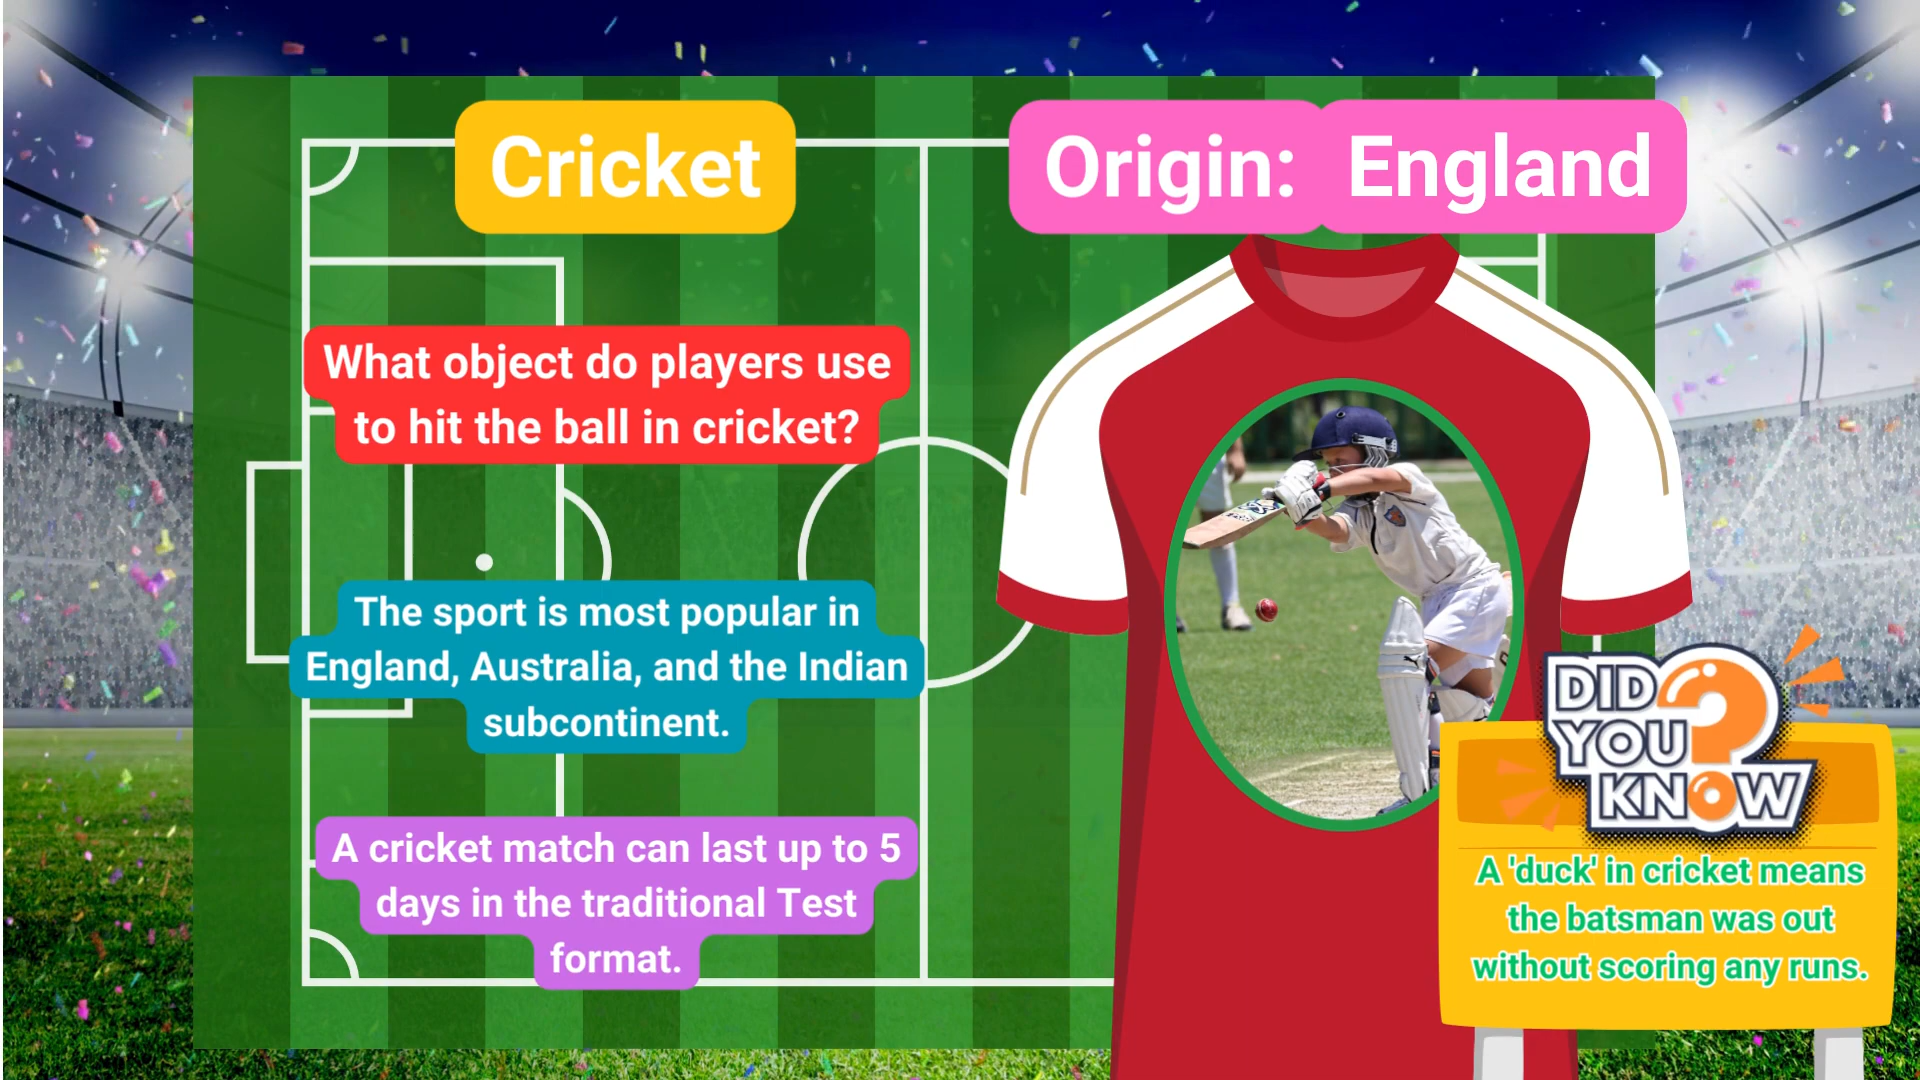 Cricket
Origin: England
What object do players use
to hit the ball in cricket?
The sport is most popular in
England, Australia, and the Indian
subcontinent.
A cricket match can last up to 5
days in the traditional Test
format.
DID
YOU
KNOW
?
A 'duck' in cricket means
the batsman was out
without scoring any runs.